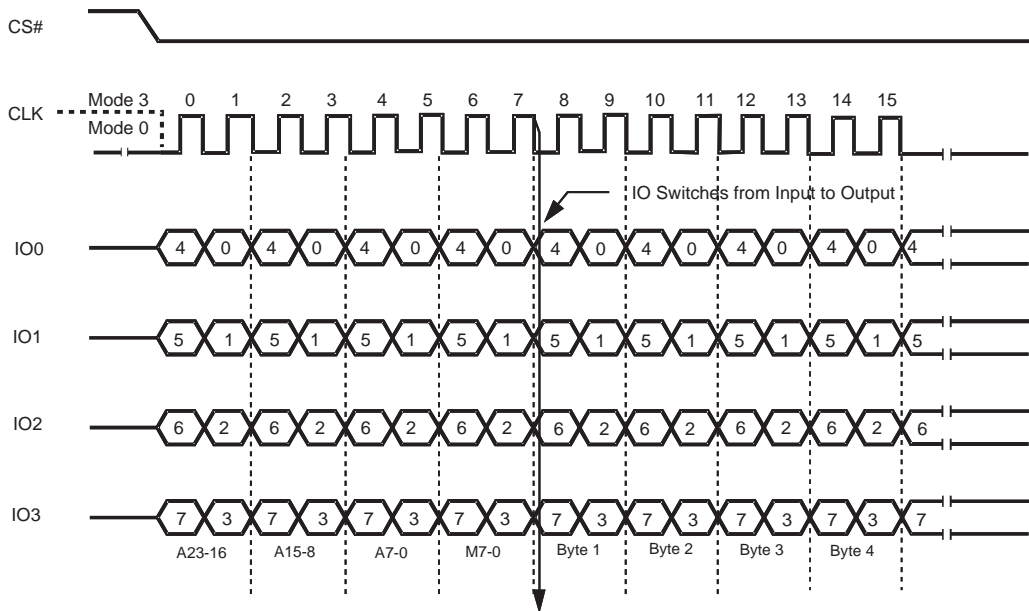 CS#
Mode 3
0 1 2 3 4 5 6 7 8 9 10 11 12 13 14 15
CLK
Mode 0
IO Switches from Input to Output
IO0 4 0 4 0 4 0 4 0 4 0 4 0 4 0 4 0 4
IO1 5 1 5 1 5 1 5 1 5 1 5 1 5 1 5 1 5
IO2 6 2 6 2 6 2 6 2 6 2 6 2 6 2 6 2 6
IO3 7 3 7 3 7 3 7 3 7 3 7 3 7 3 7 3 7
A23-16 A15-8 A7-0 M7-0 Byte 1 Byte 2 Byte 3 Byte 4